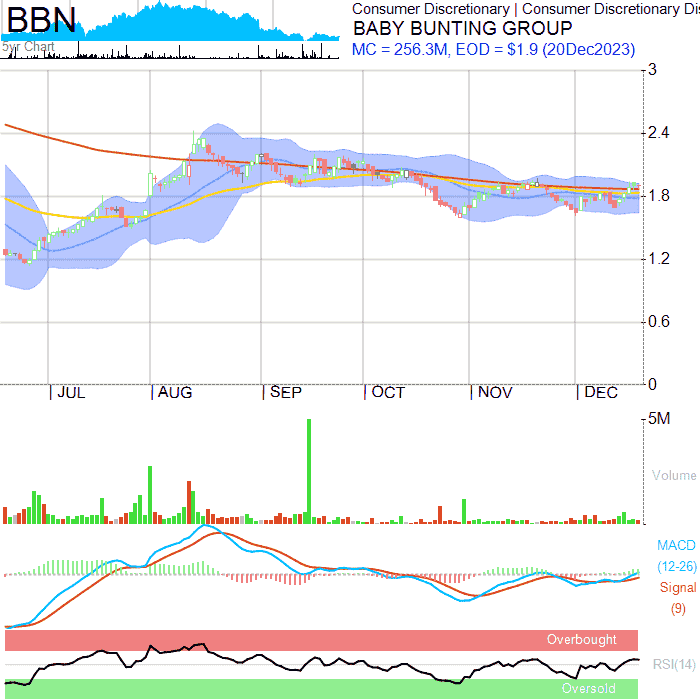 BBN
5yr Chart
Consumer Discretionary | Consumer Discretionary Dis
BABY BUNTING GROUP
MC = 256.3M, EOD = $1.9 (20Dec2023)
3
2.4
1.8
1.2
0.6
0
JUL AUG SEP OCT NOV DEC
5M
Volume
MACD
(12-26)
Signal
(9)
Overbought
RSI(14)
Oversold